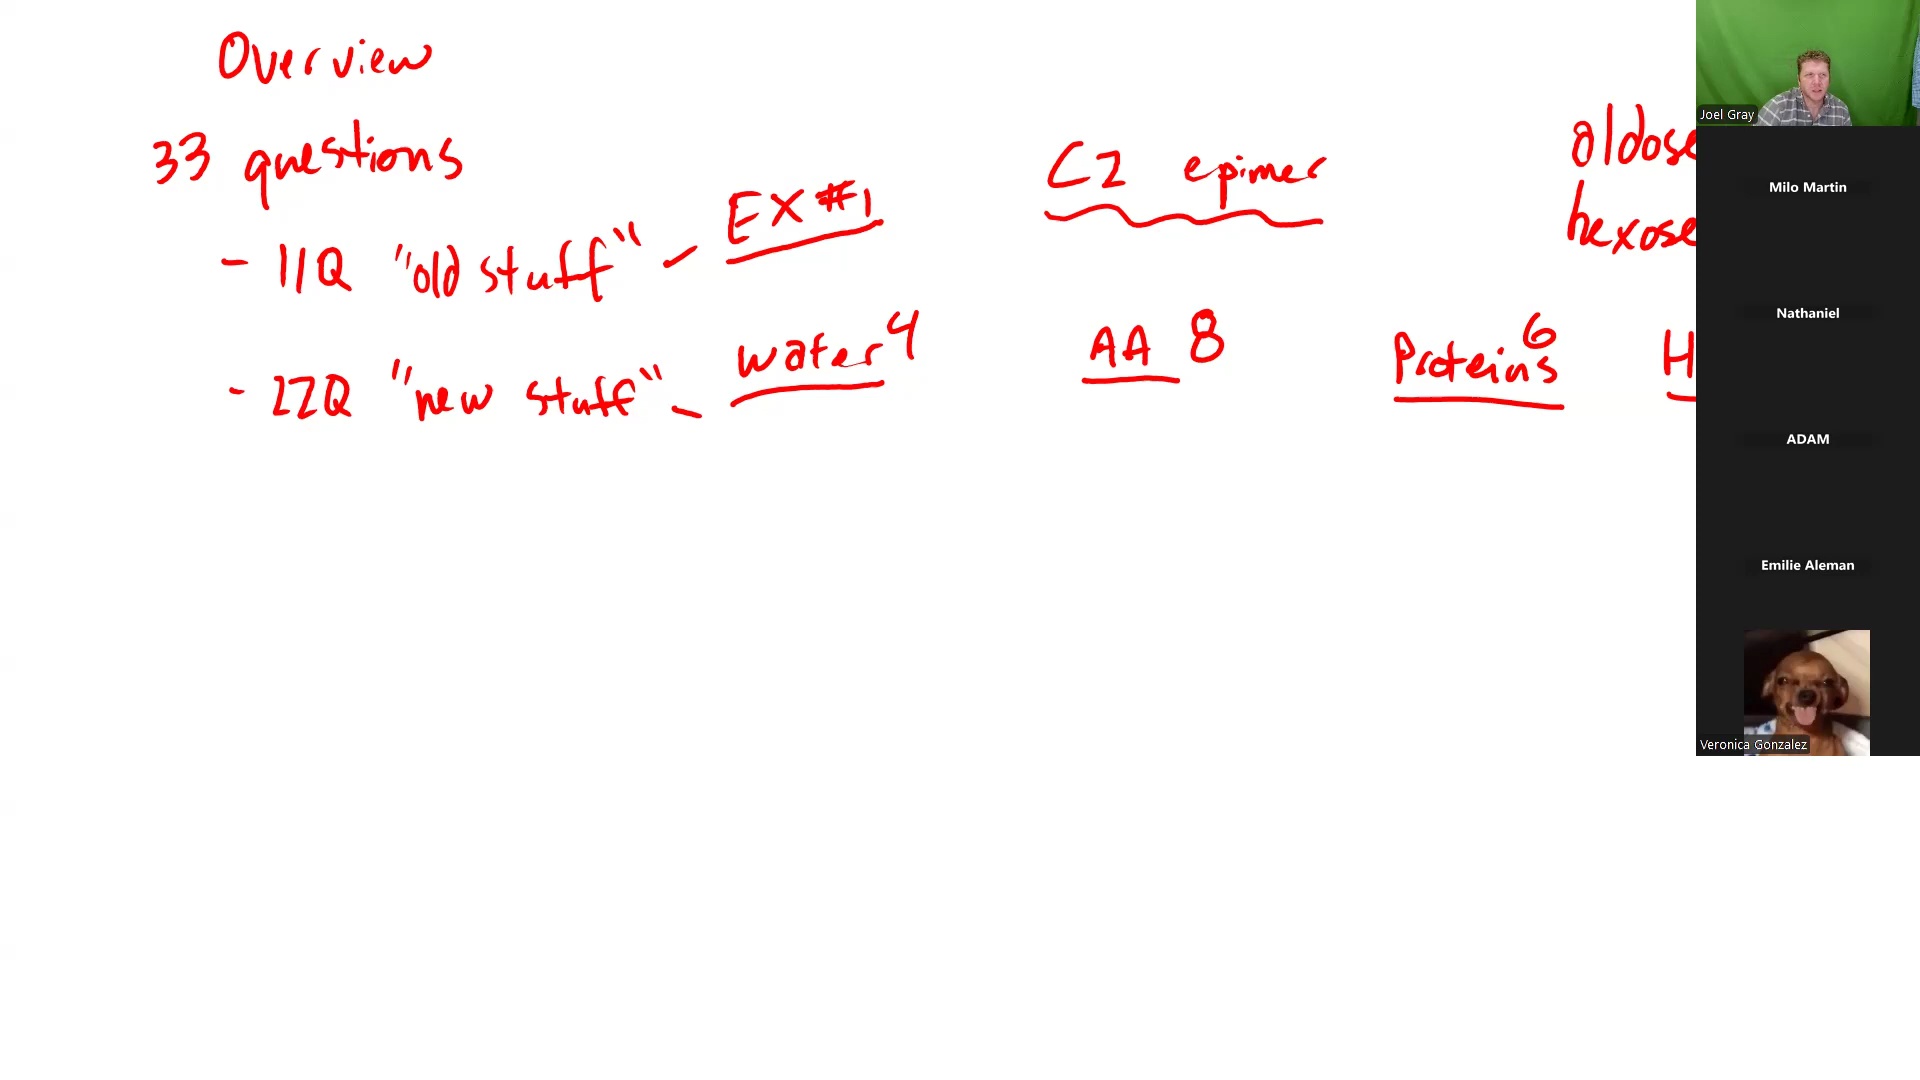 Overview
33 questions
C2 epimer
oldose
hexose
- 11Q "old stuff" - EX #1
- 22Q "new stuff" - water 4 AA 8 Proteins 6 H
Joel Gray
Milo Martin
Nathaniel
ADAM
Emilie Aleman
Veronica Gonzalez